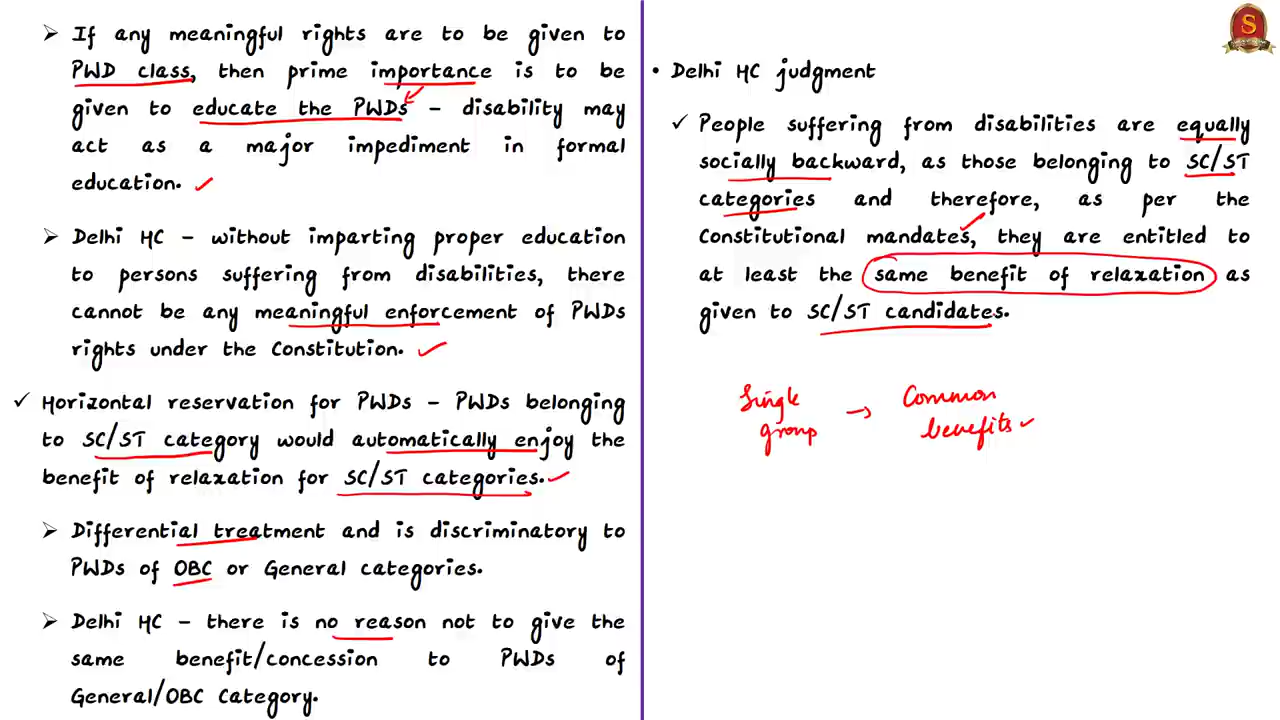 ➢ If any meaningful rights are to be given to
PWD class, then prime importance is to be
given to educate the PWDs – disability may
act as a major impediment in formal
education.
➢ Delhi HC – without imparting proper education
to persons suffering from disabilities, there
cannot be any meaningful enforcement of PWDs
rights under the Constitution.
✓ Horizontal reservation for PWDs – PWDs belonging
to SC/ST category would automatically enjoy the
benefit of relaxation for SC/ST categories.
➢ Differential treatment and is discriminatory to
PWDs of OBC or General categories.
➢ Delhi HC – there is no reason not to give the
same benefit/concession to PWDs of
General/OBC Category.
• Delhi HC judgment
✓ People suffering from disabilities are equally
socially backward, as those belonging to SC/ST
categories and therefore, as per the
Constitutional mandates, they are entitled to
at least the same benefit of relaxation as
given to SC/ST candidates.
Single
group → Common
benefits
S